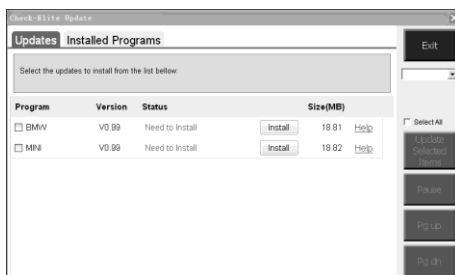 Check-Elite Update
Updates Installed Programs
Exit
Select the updates to install from the list bellow:
Program Version Status Size(MB)
Select All
BMW V0.99 Need to Install Install 18.81 Help
MINI V0.99 Need to Install Install 18.82 Help
Update
Selected
Items
Pause
Pg up
Pg dn